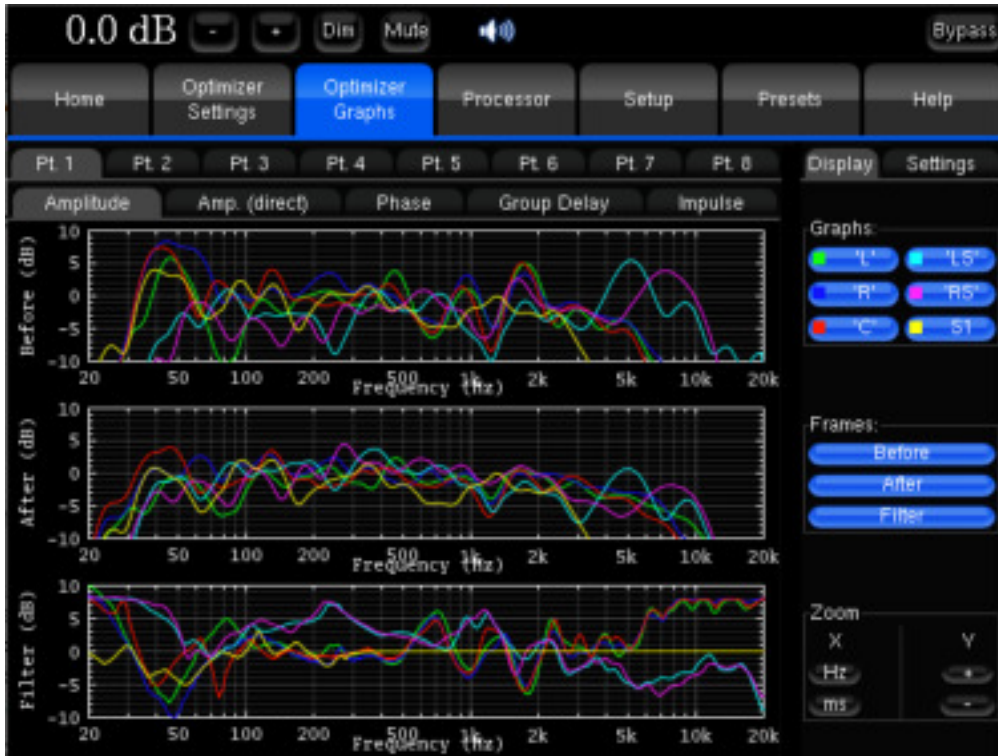 0.0 dB - + Dim Mute Bypass
Home Optimizer Settings Optimizer Graphs Processor Setup Presets Help
Pt. 1 Pt. 2 Pt. 3 Pt. 4 Pt. 5 Pt. 6 Pt. 7 Pt. 8 Display Settings
Amplitude Amp. (direct) Phase Group Delay Impulse
Graphs:
'L' 'LS'
'R' 'RS'
'C' S1
Before (dB)
10
5
0
-5
-10
20 50 100 200 500 1k 2k 5k 10k 20k
Frequency (Hz)
Frames:
Before
After
Filter
After (dB)
10
5
0
-5
-10
20 50 100 200 500 1k 2k 5k 10k 20k
Frequency (Hz)
Zoom
X Y
Hz +
ms -
Filter (dB)
10
5
0
-5
-10
20 50 100 200 500 1k 2k 5k 10k 20k
Frequency (Hz)